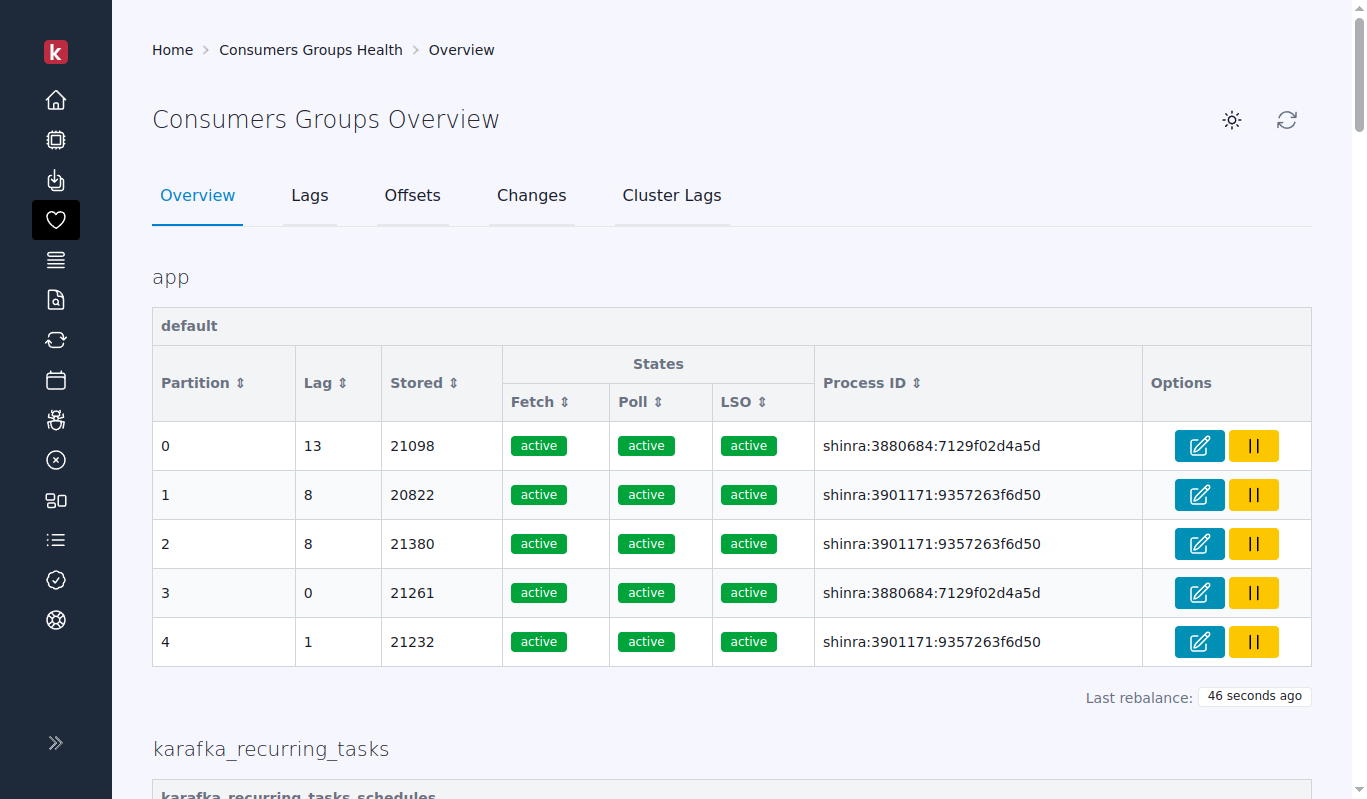 k
Home > Consumers Groups Health > Overview
Consumers Groups Overview
Overview Lags Offsets Changes Cluster Lags
app
default
Partition Lag Stored States Process ID Options
Fetch Poll LSO
0 13 21098 active active active shinra:3880684:7129f02d4a5d
1 8 20822 active active active shinra:3901171:9357263f6d50
2 8 21380 active active active shinra:3901171:9357263f6d50
3 0 21261 active active active shinra:3880684:7129f02d4a5d
4 1 21232 active active active shinra:3901171:9357263f6d50
Last rebalance: 46 seconds ago
karafka_recurring_tasks
karafka_recurring_tasks_schedules